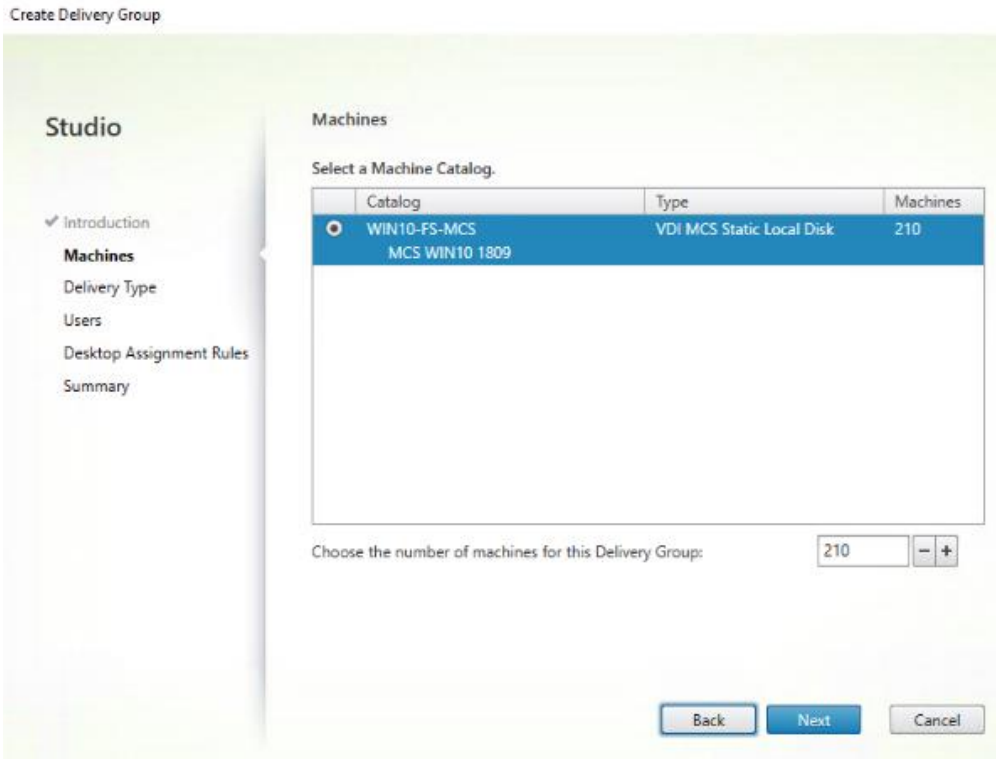 Create Delivery Group
Studio
Introduction
Machines
Delivery Type
Users
Desktop Assignment Rules
Summary
Machines
Select a Machine Catalog.
Catalog Type Machines
WIN10-FS-MCS VDI MCS Static Local Disk 210
MCS WIN10 1809
Choose the number of machines for this Delivery Group: 210 - +
Back Next Cancel